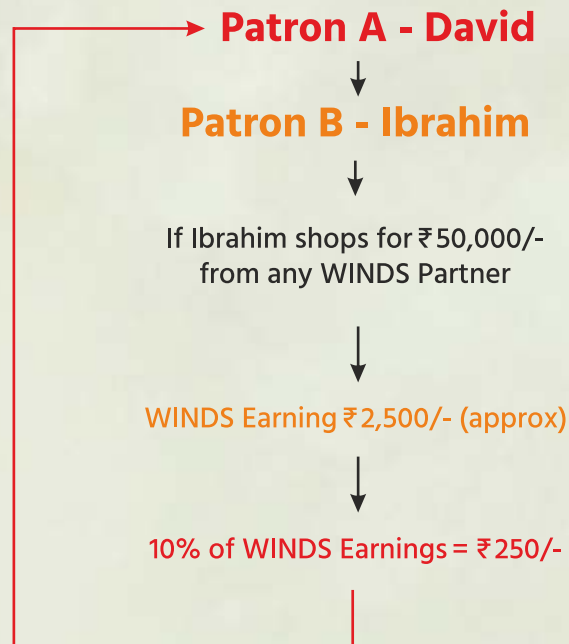 Patron A - David
Patron B - Ibrahim
If Ibrahim shops for ₹50,000/-
from any WINDS Partner
WINDS Earning ₹2,500/- (approx)
10% of WINDS Earnings = ₹250/-